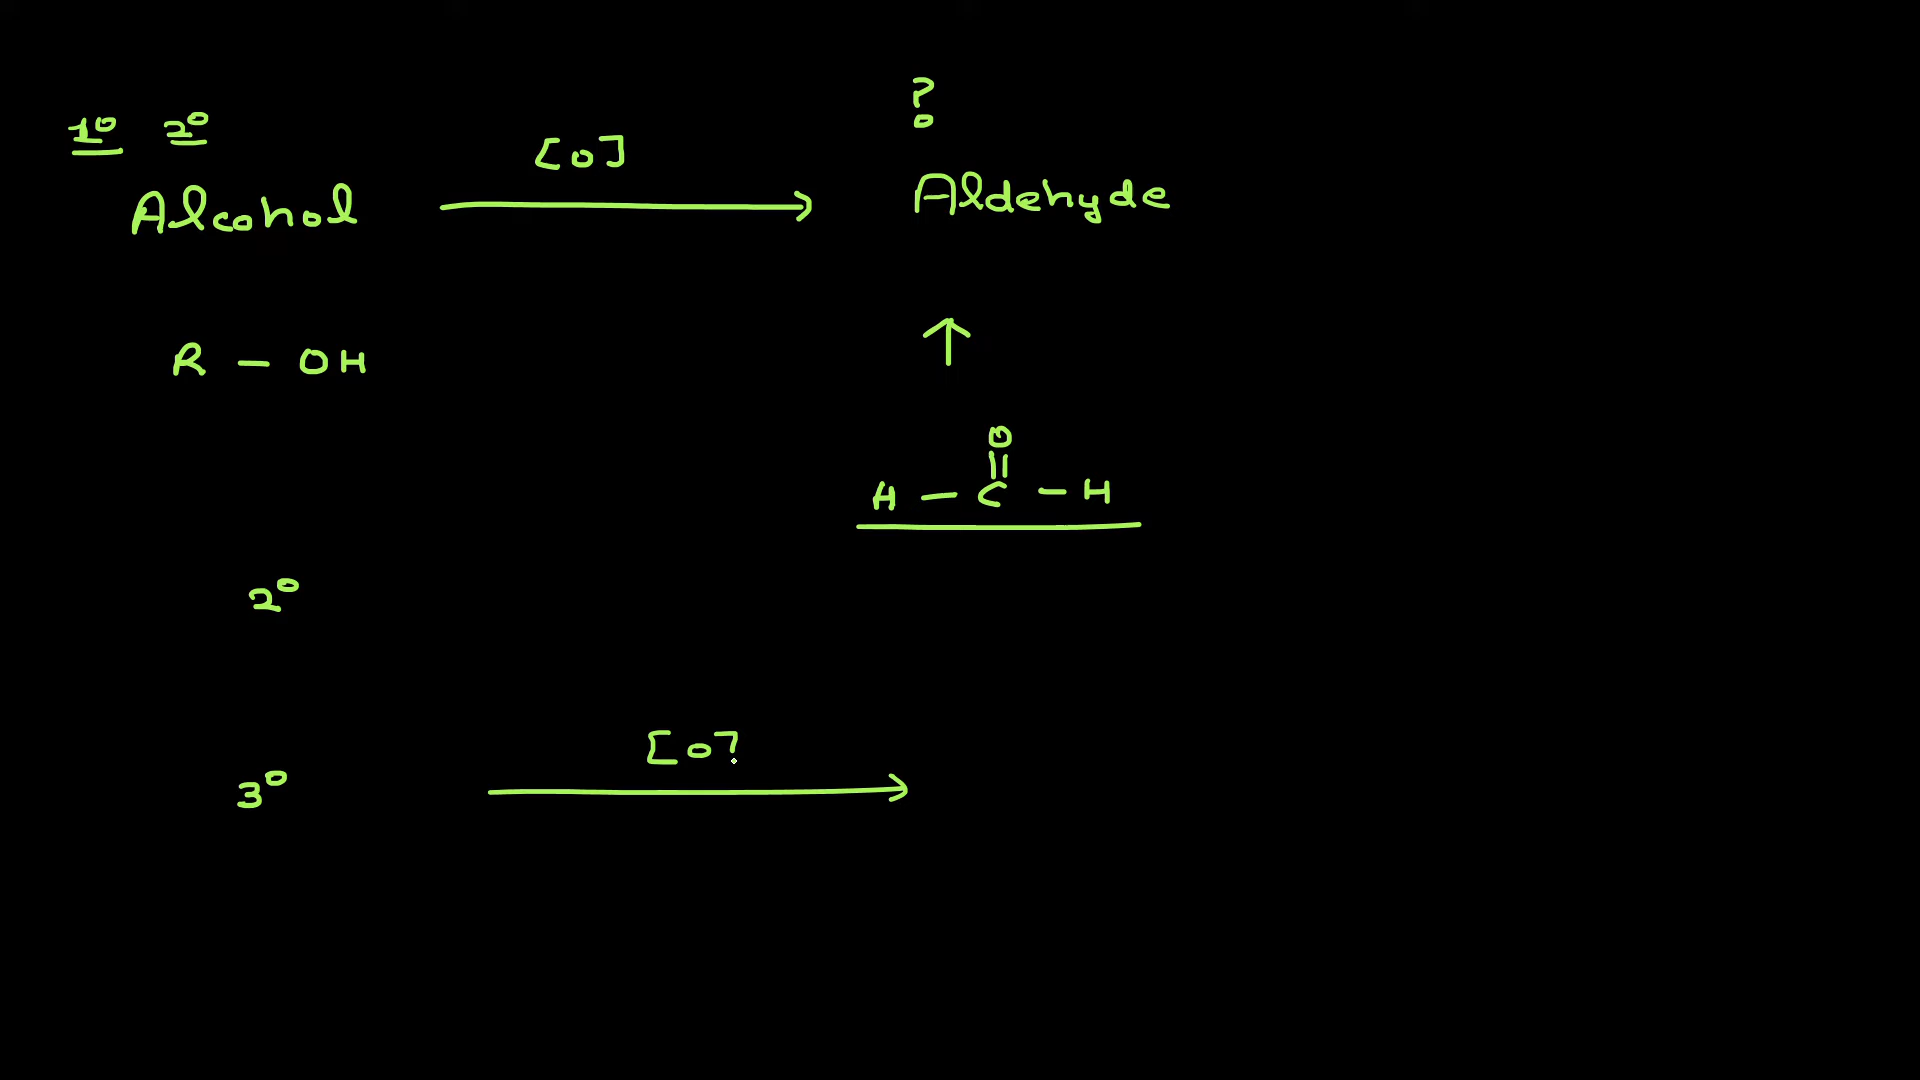 ?
1° 2°
[O]
Alcohol ⟶ Aldehyde
↑
R - OH
O
||
H - C - H
2°
[O]
3° ⟶